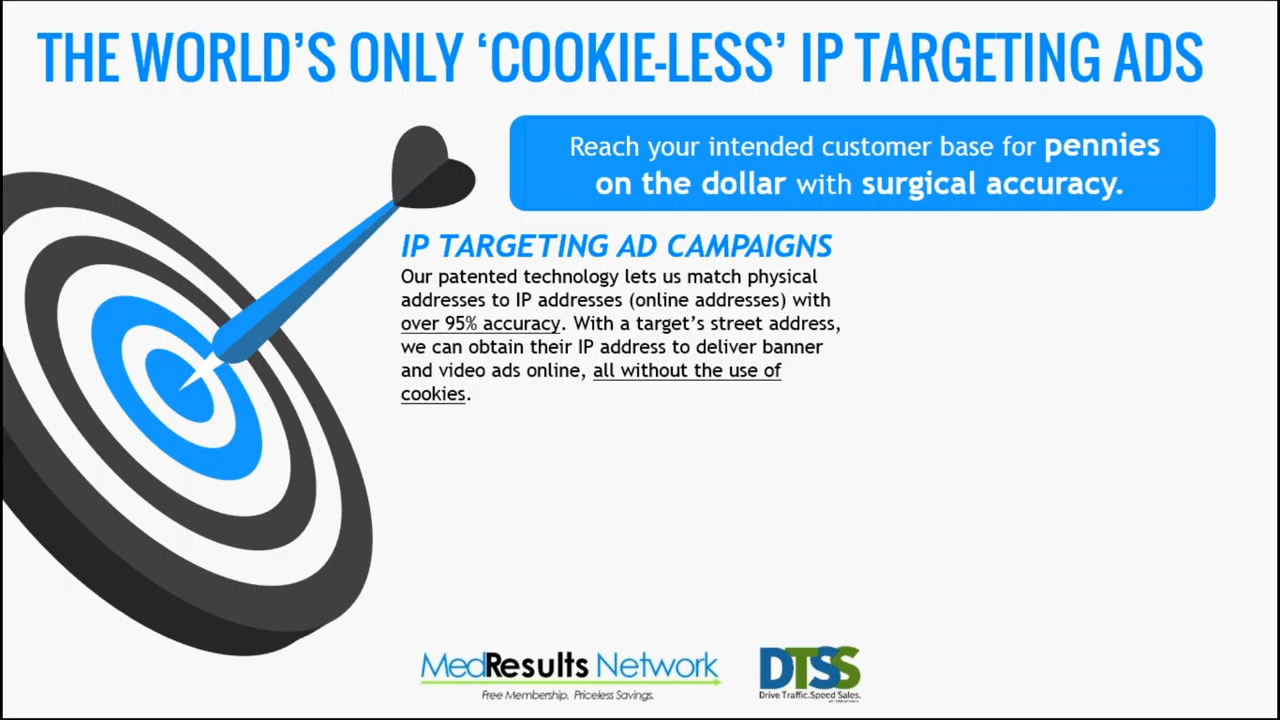 THE WORLD’S ONLY ‘COOKIE-LESS’ IP TARGETING ADS
Reach your intended customer base for pennies
on the dollar with surgical accuracy.
IP TARGETING AD CAMPAIGNS
Our patented technology lets us match physical
addresses to IP addresses (online addresses) with
over 95% accuracy. With a target’s street address,
we can obtain their IP address to deliver banner
and video ads online, all without the use of
cookies.
MedResults Network
Free Membership. Priceless Savings.
DTSS
Drive Traffic.Speed Sales.